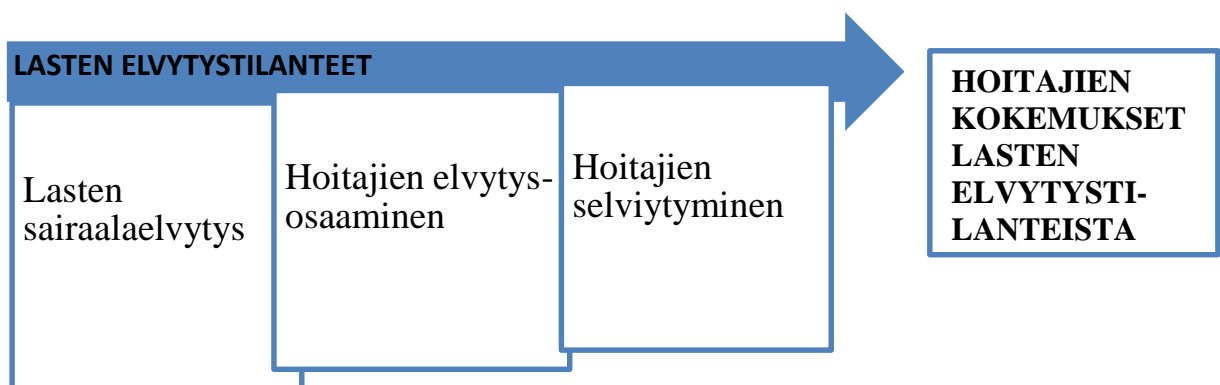 LASTEN ELVYTYSTILANTEET
Lasten
sairaalaelvytys
Hoitajien elvytys-
osaaminen
Hoitajien
selviytyminen
HOITAJIEN
KOKEMUKSET
LASTEN
ELVYTYSTI-
LANTEISTA